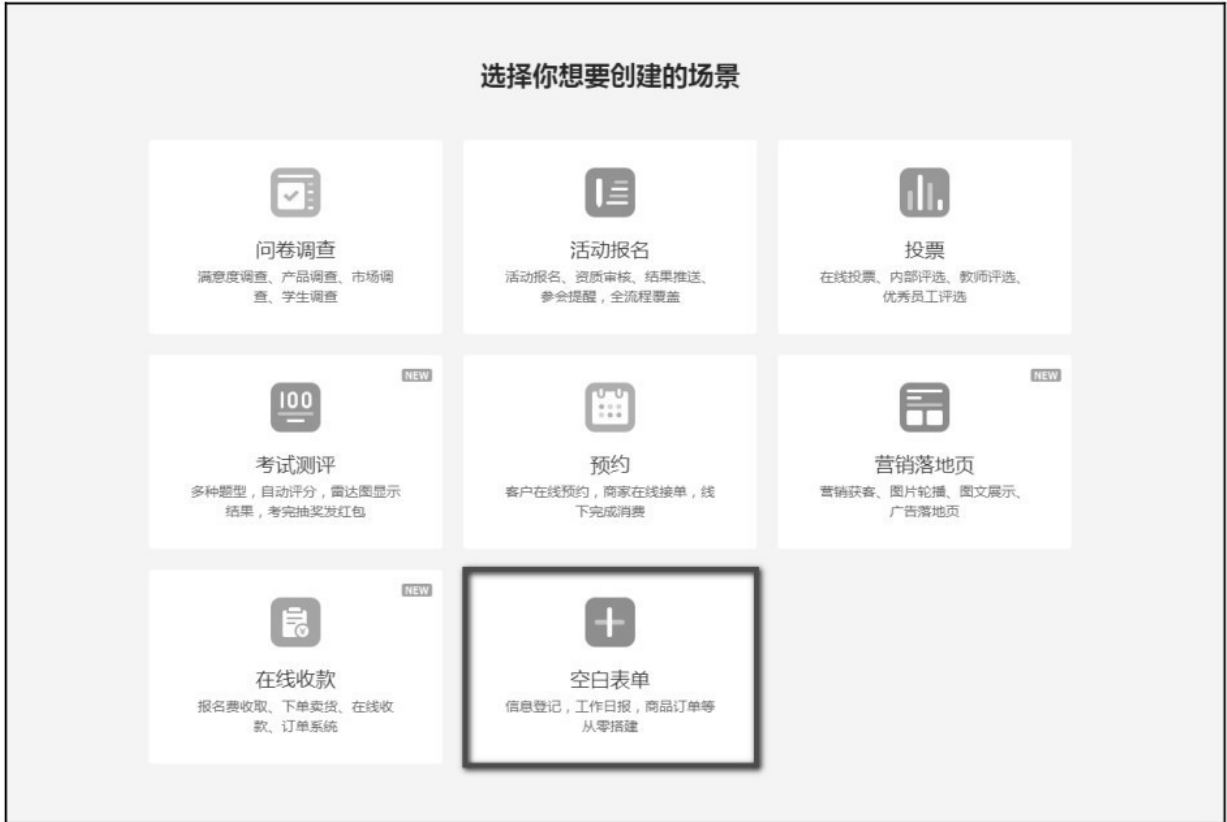 选择你想要创建的场景
问卷调查
满意度调查、产品调查、市场调
查、学生调查
活动报名
活动报名、资质审核、结果推送、
参会提醒，全流程覆盖
投票
在线投票、内部评选、教师评选、
优秀员工评选
NEW
100
考试测评
多种题型，自动评分，雷达图显示
结果，考完抽奖发红包
预约
客户在线预约，商家在线接单，线
下完成消费
NEW
营销落地页
营销获客、图片轮播、图文展示、
广告落地页
NEW
在线收款
报名费收取、下单卖货、在线收
款、订单系统
空白表单
信息登记，工作日报，商品订单等
从零搭建